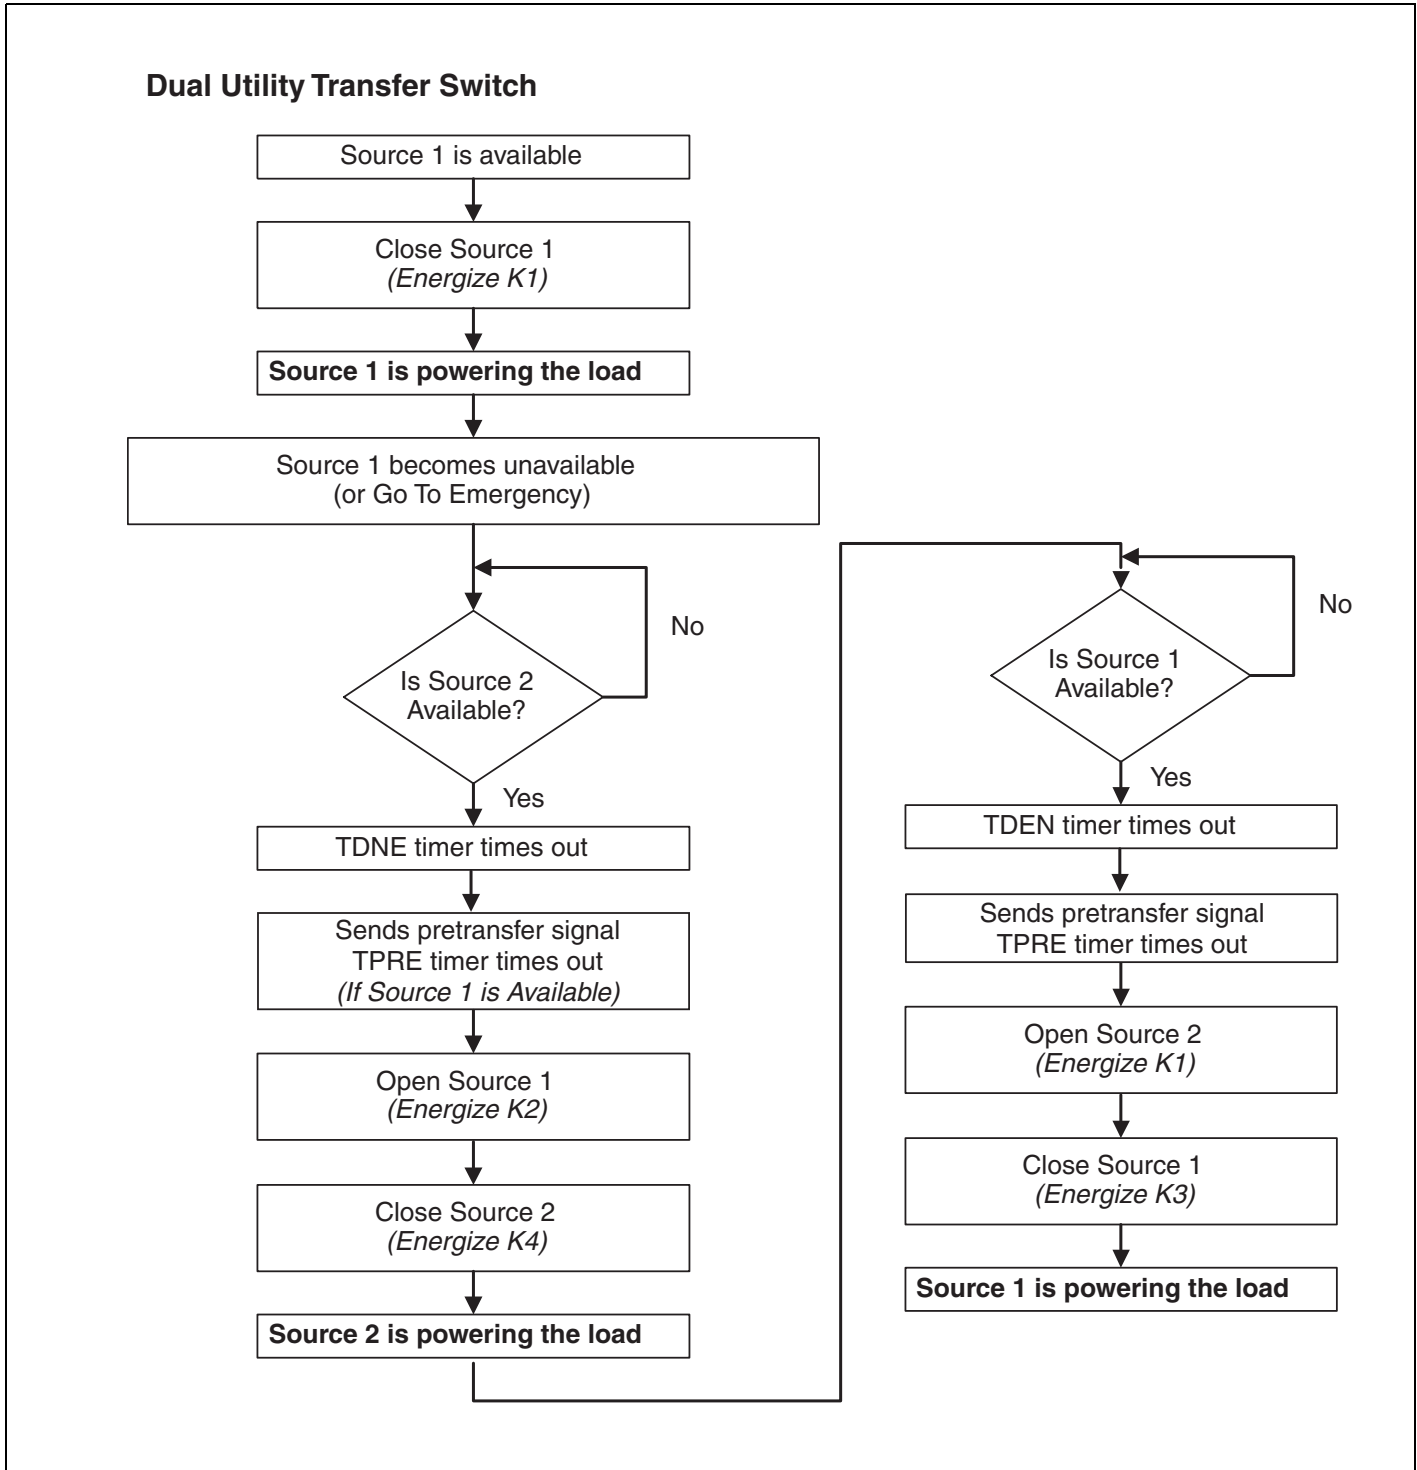 Dual Utility Transfer Switch
Source 1 is available
Close Source 1
(Energize K1)
Source 1 is powering the load
Source 1 becomes unavailable
(or Go To Emergency)
No
Is Source 2
Available?
Yes
TDNE timer times out
Sends pretransfer signal
TPRE timer times out
(If Source 1 is Available)
Open Source 1
(Energize K2)
Close Source 2
(Energize K4)
Source 2 is powering the load
No
Is Source 1
Available?
Yes
TDEN timer times out
Sends pretransfer signal
TPRE timer times out
Open Source 2
(Energize K1)
Close Source 1
(Energize K3)
Source 1 is powering the load